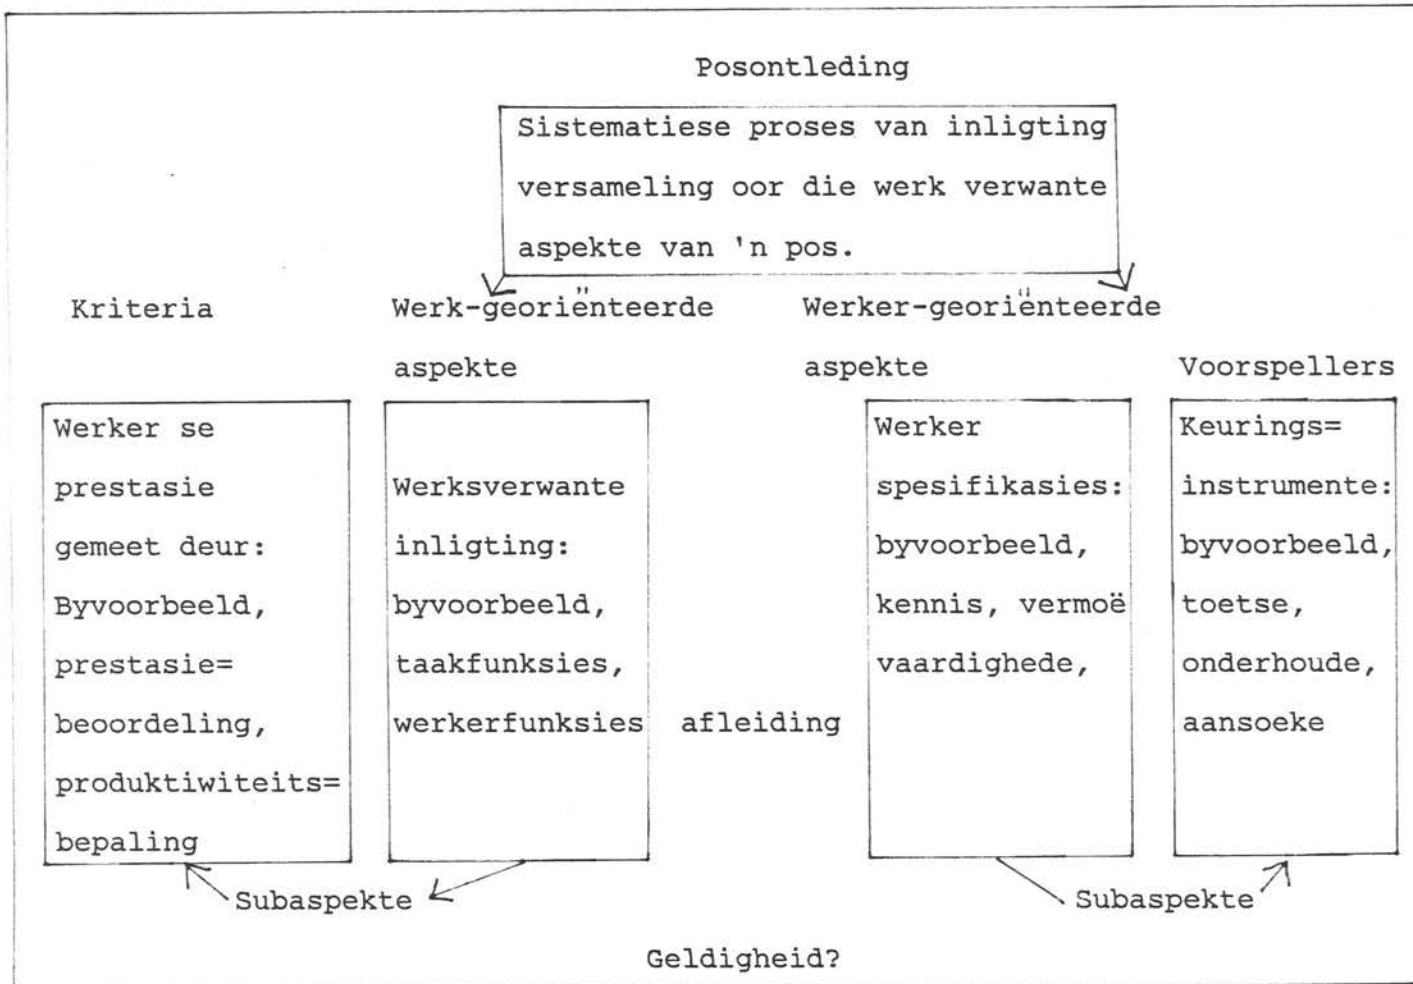 Posontleding
Sistematiese proses van inligting
versameling oor die werk verwante
aspekte van 'n pos.
Kriteria
Werk-georiënteerde
aspekte
Werker-georiënteerde
aspekte
Voorspellers
Werker se
prestasie
gemeet deur:
Byvoorbeeld,
prestasie=
beoordeling,
produktiwiteits=
bepaling
Werksverwante
inligting:
byvoorbeeld,
taakfunksies,
werkerfunksies
afleiding
Werker
spesifikasies:
byvoorbeeld,
kennis, vermoë
vaardighede,
Keurings=
instrumente:
byvoorbeeld,
toetse,
onderhoude,
aansoeke
Subaspekte
Subaspekte
Geldigheid?